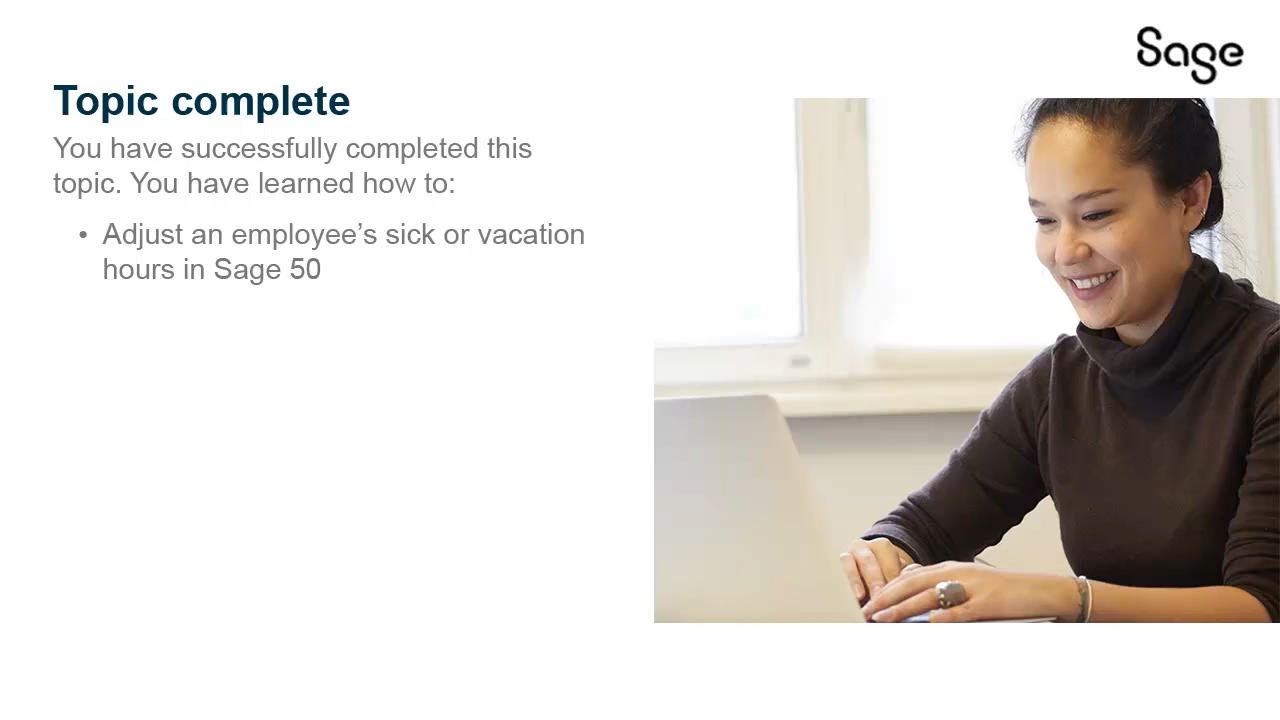 Sage
Topic complete
You have successfully completed this
topic. You have learned how to:
• Adjust an employee’s sick or vacation
hours in Sage 50